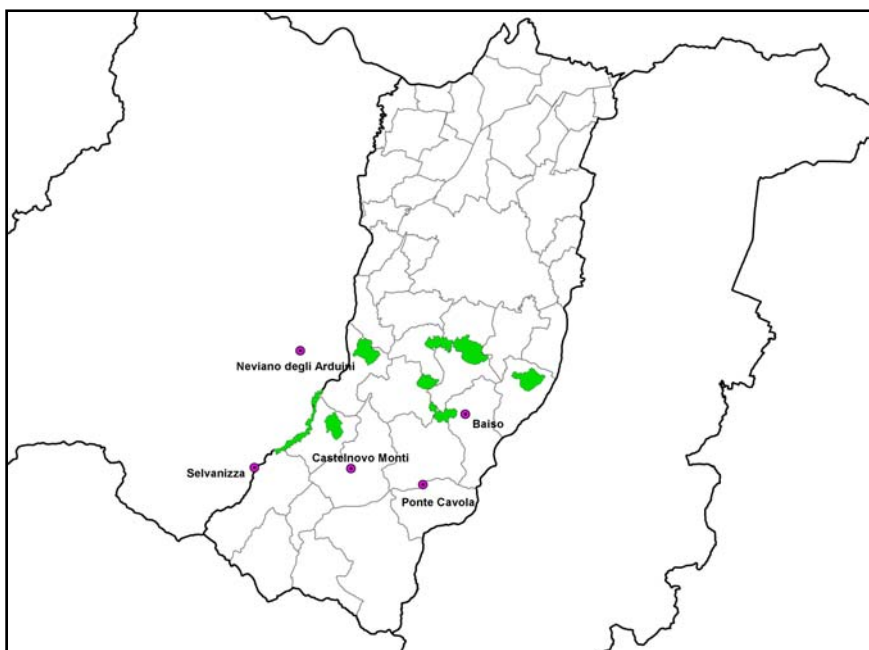 Neviano degli Arduini
Baiso
Castelnovo Monti
Selvanizza
Ponte Cavola